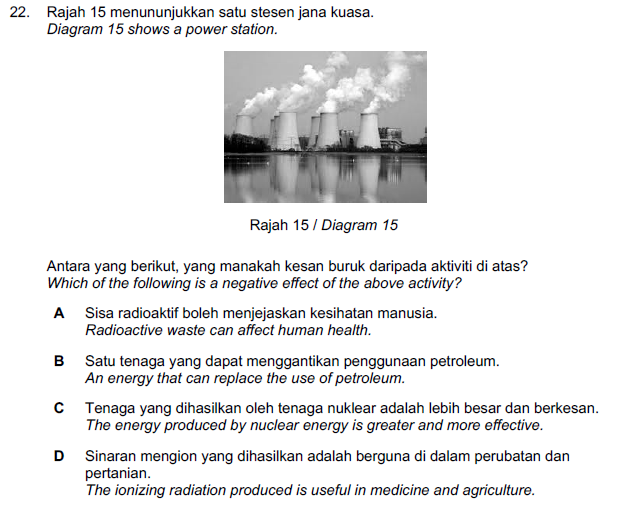 22. Rajah 15 menununjukkan satu stesen jana kuasa.
Diagram 15 shows a power station.
Rajah 15 / Diagram 15
Antara yang berikut, yang manakah kesan buruk daripada aktiviti di atas?
Which of the following is a negative effect of the above activity?
A Sisa radioaktif boleh menjejaskan kesihatan manusia.
Radioactive waste can affect human health.
B Satu tenaga yang dapat menggantikan penggunaan petroleum.
An energy that can replace the use of petroleum.
C Tenaga yang dihasilkan oleh tenaga nuklear adalah lebih besar dan berkesan.
The energy produced by nuclear energy is greater and more effective.
D Sinaran mengion yang dihasilkan adalah berguna di dalam perubatan dan
pertanian.
The ionizing radiation produced is useful in medicine and agriculture.